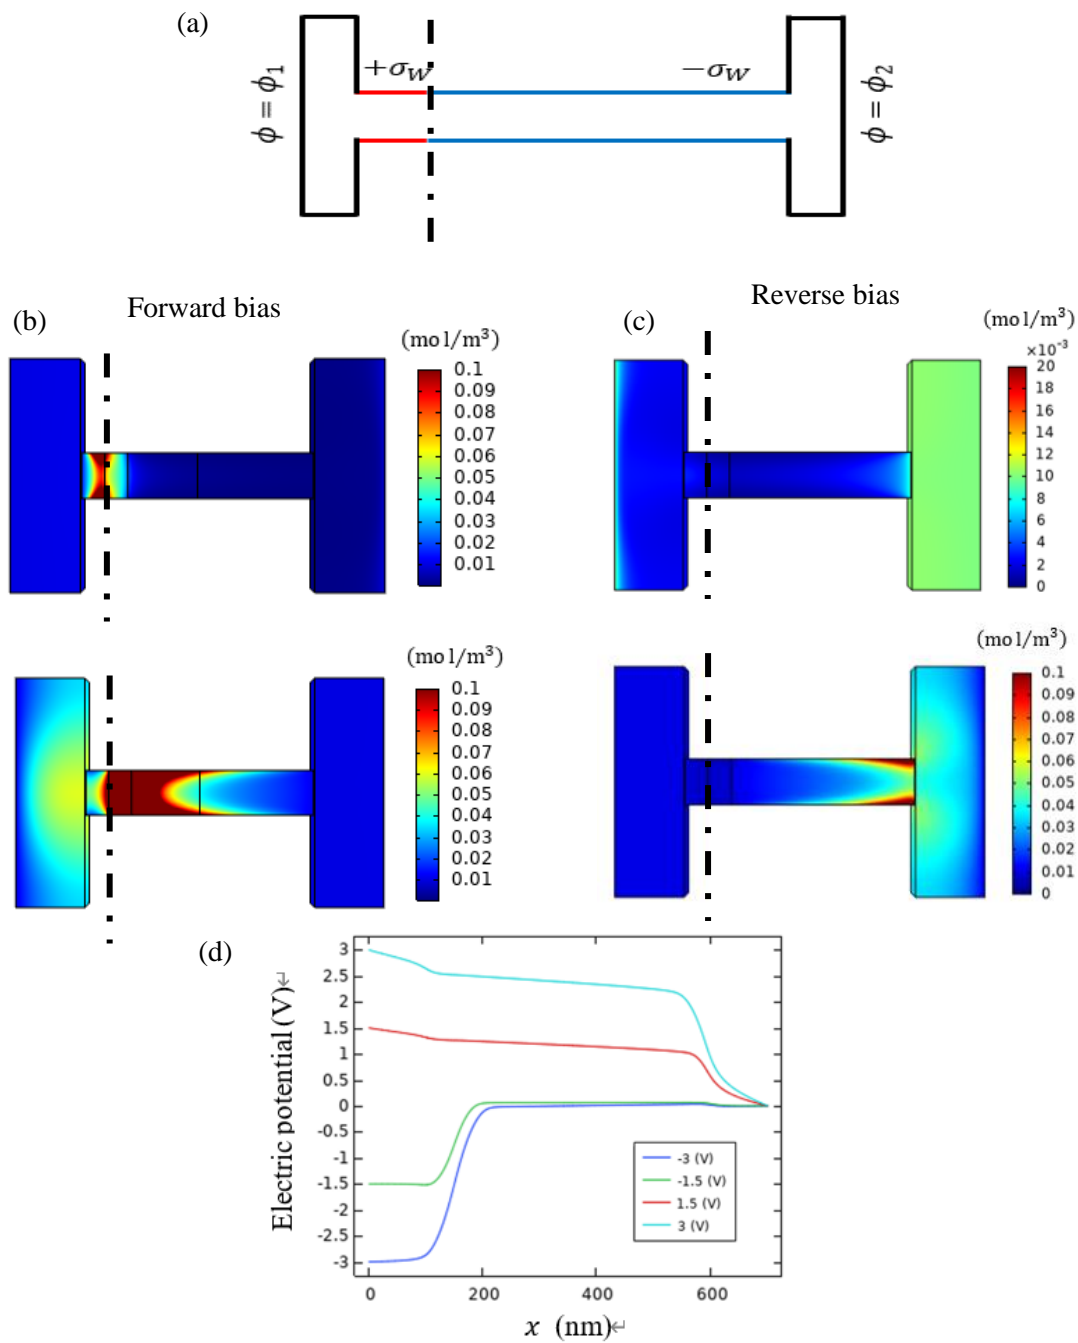 (a)
+σW
−σW
ϕ = ϕ1
ϕ = ϕ2
Forward bias
Reverse bias
(b)
(c)
(mol/m³)
0.1
0.09
0.08
0.07
0.06
0.05
0.04
0.03
0.02
0.01
(mol/m³)
×10⁻³
20
18
16
14
12
10
8
6
4
2
0
(mol/m³)
0.1
0.09
0.08
0.07
0.06
0.05
0.04
0.03
0.02
0.01
(mol/m³)
0.1
0.09
0.08
0.07
0.06
0.05
0.04
0.03
0.02
0.01
0
(d)
Electric potential (V)↵
3
2.5
2
1.5
1
0.5
0
-0.5
-1
-1.5
-2
-2.5
-3
-3 (V)
-1.5 (V)
1.5 (V)
3 (V)
0 200 400 600
x (nm)↵